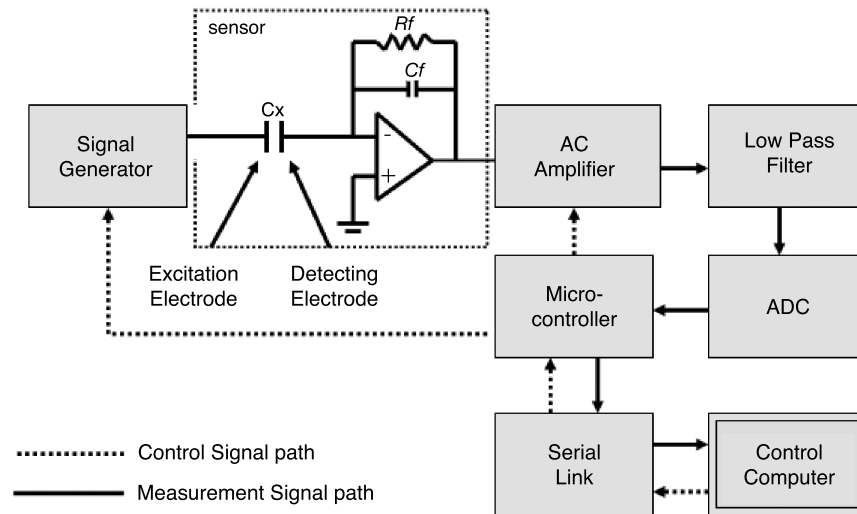 sensor
Rf
Cf
Cx
-
+
Signal
Generator
AC
Amplifier
Low Pass
Filter
Excitation
Electrode
Detecting
Electrode
Micro-
controller
ADC
Serial
Link
Control
Computer
Control Signal path
Measurement Signal path